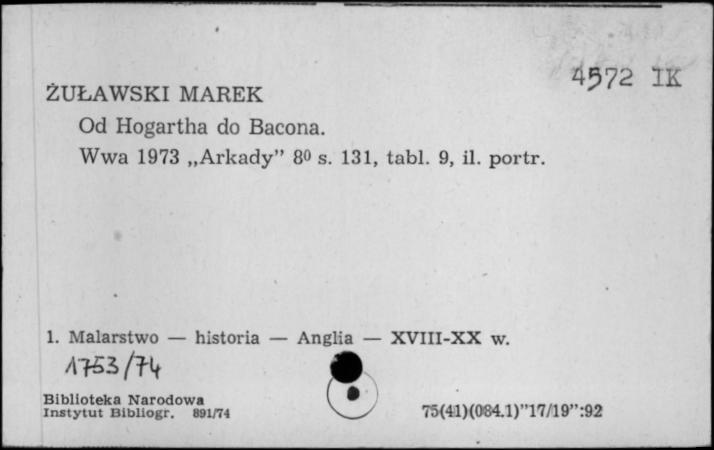 4572 IK
ŻUŁAWSKI MAREK
Od Hogartha do Bacona.
Wwa 1973 „Arkady” 8⁰ s. 131, tabl. 9, il. portr.
1. Malarstwo — historia — Anglia — XVIII-XX w.
1753/74
Biblioteka Narodowa
Instytut Bibliogr. 891/74
75(41)(084.1)”17/19”:92